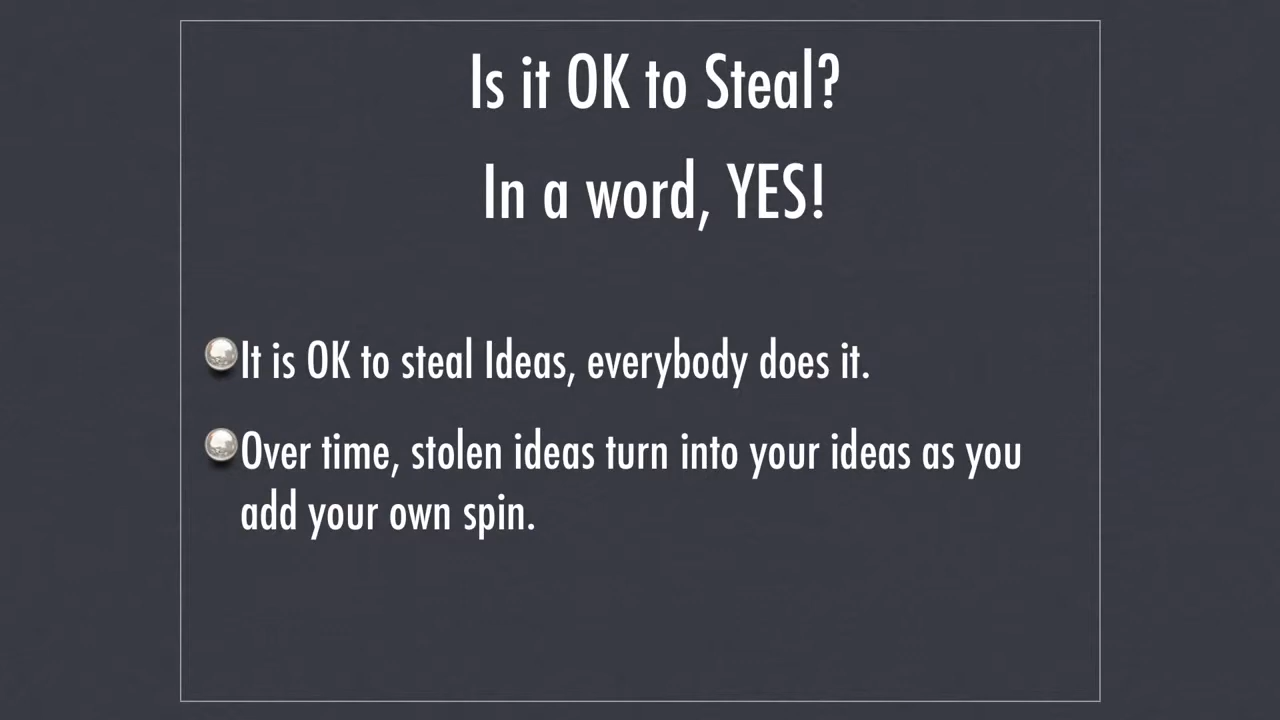 Is it OK to Steal?
In a word, YES!
It is OK to steal Ideas, everybody does it.
Over time, stolen ideas turn into your ideas as you
add your own spin.